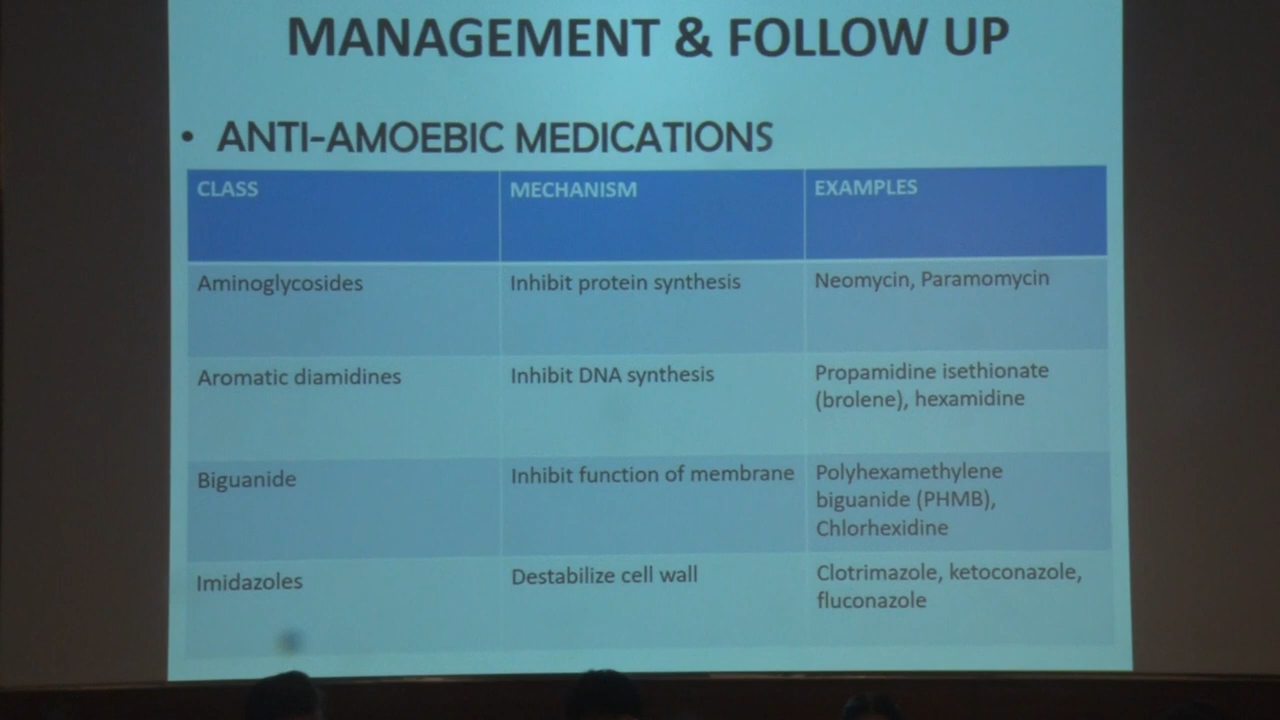 MANAGEMENT & FOLLOW UP
• ANTI-AMOEBIC MEDICATIONS
CLASS MECHANISM EXAMPLES
Aminoglycosides Inhibit protein synthesis Neomycin, Paramomycin
Aromatic diamidines Inhibit DNA synthesis Propamidine isethionate
(brolene), hexamidine
Biguanide Inhibit function of membrane Polyhexamethylene
biguanide (PHMB),
Chlorhexidine
Imidazoles Destabilize cell wall Clotrimazole, ketoconazole,
fluconazole